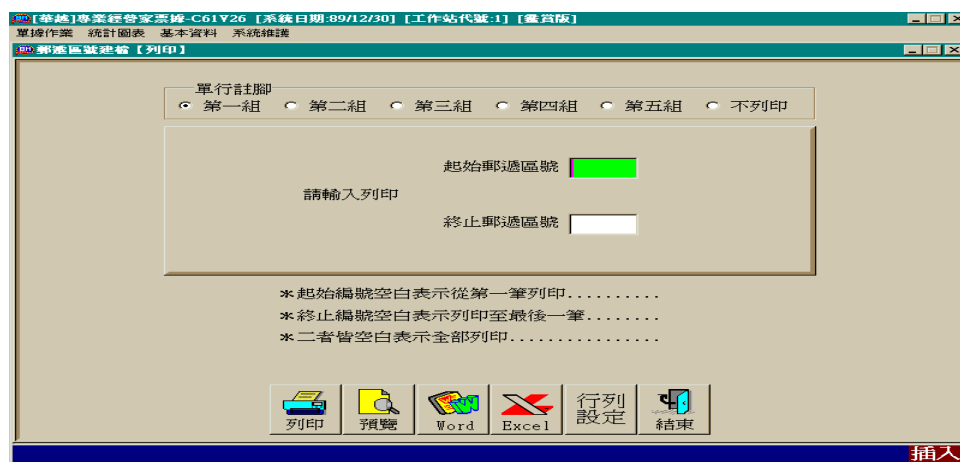 [華越]專業經營家票據-C61V26 [系統日期:89/12/30] [工作站代號:1] [鑑賞版]
單據作業 統計圖表 基本資料 系統維護
郵遞區號建檔【列印】
單行註腳
第一組 第二組 第三組 第四組 第五組 不列印
起始郵遞區號
請輸入列印
終止郵遞區號
*起始編號空白表示從第一筆列印..........
*終止編號空白表示列印至最後一筆........
*二者皆空白表示全部列印................
列印 預覽 Word Excel 行列設定 結束
插入